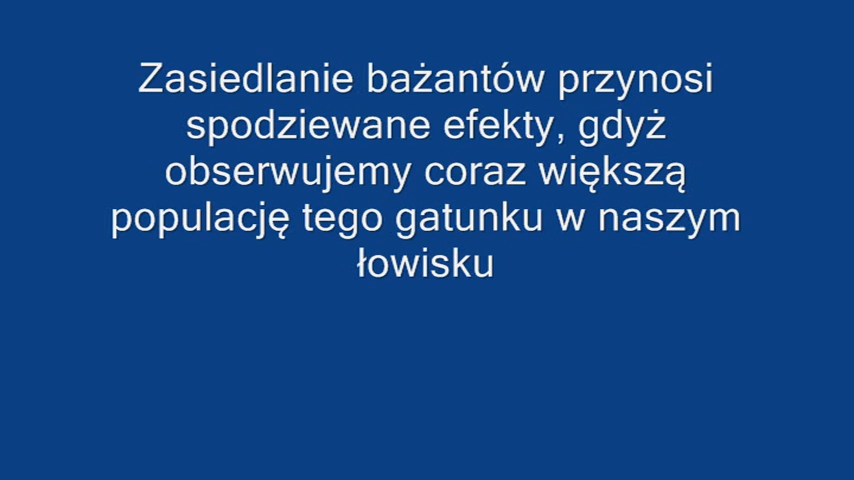 Zasiedlanie bażantów przynosi
spodziewane efekty, gdyż
obserwujemy coraz większą
populację tego gatunku w naszym
łowisku